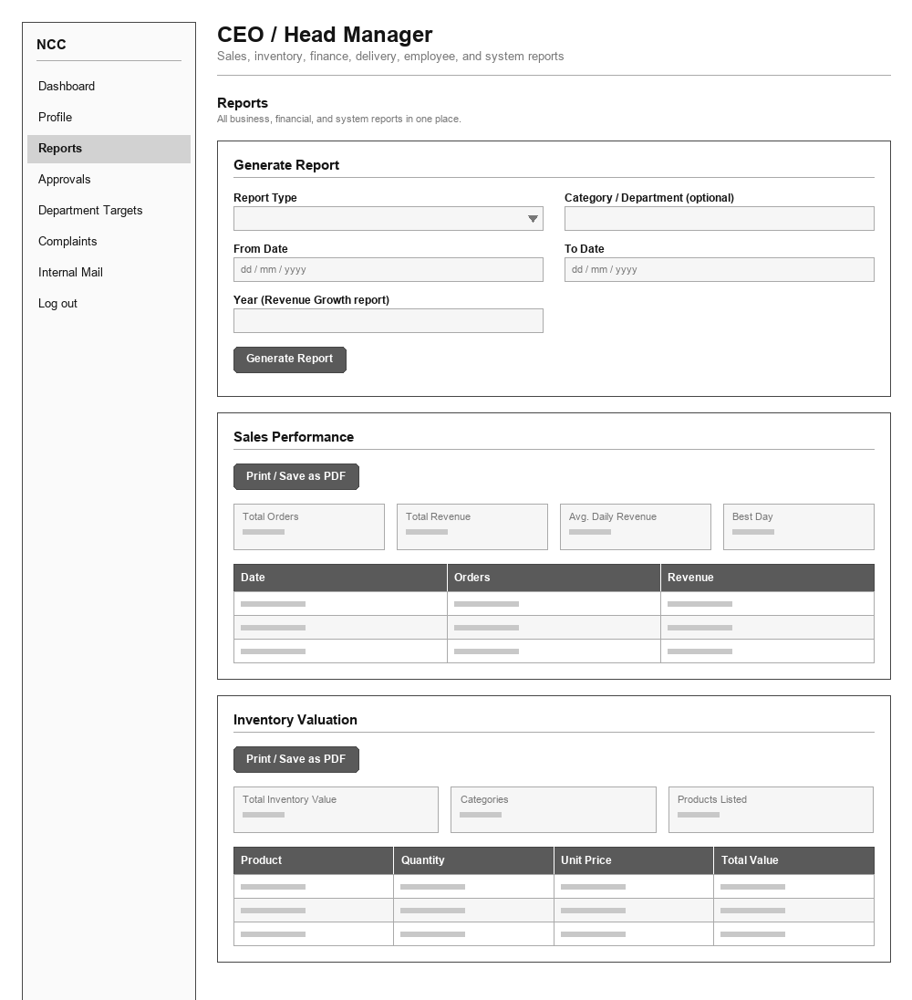 NCC
Dashboard
Profile
Reports
Approvals
Department Targets
Complaints
Internal Mail
Log out
CEO / Head Manager
Sales, inventory, finance, delivery, employee, and system reports
Reports
All business, financial, and system reports in one place.
Generate Report
Report Type
Category / Department (optional)
From Date
To Date
dd / mm / yyyy
dd / mm / yyyy
Year (Revenue Growth report)
Generate Report
Sales Performance
Print / Save as PDF
Total Orders
Total Revenue
Avg. Daily Revenue
Best Day
Date
Orders
Revenue
Inventory Valuation
Print / Save as PDF
Total Inventory Value
Categories
Products Listed
Product
Quantity
Unit Price
Total Value